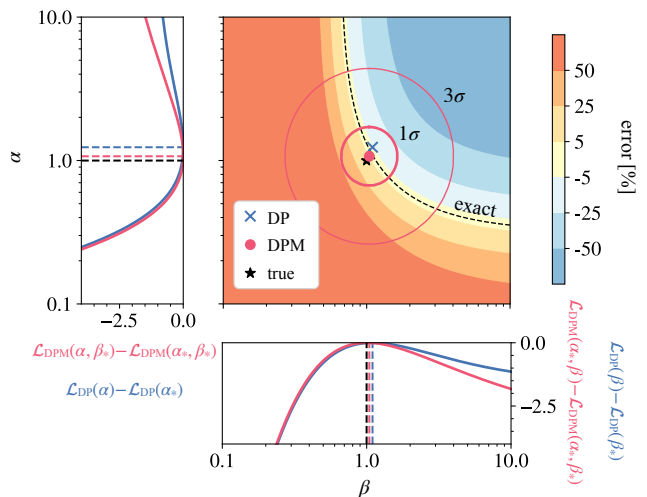 10.0
1.0
0.1
α
−2.5
0.0
3σ
1σ
exact
DP
DPM
true
50
25
5
-5
-25
-50
error [%]
ℒDPM(α, β*)−ℒDPM(α*, β*)
ℒDP(α)−ℒDP(α*)
0.0
−2.5
ℒDPM(α*, β)−ℒDPM(α*, β*)
ℒDP(β)−ℒDP(β*)
0.1
1.0
10.0
β